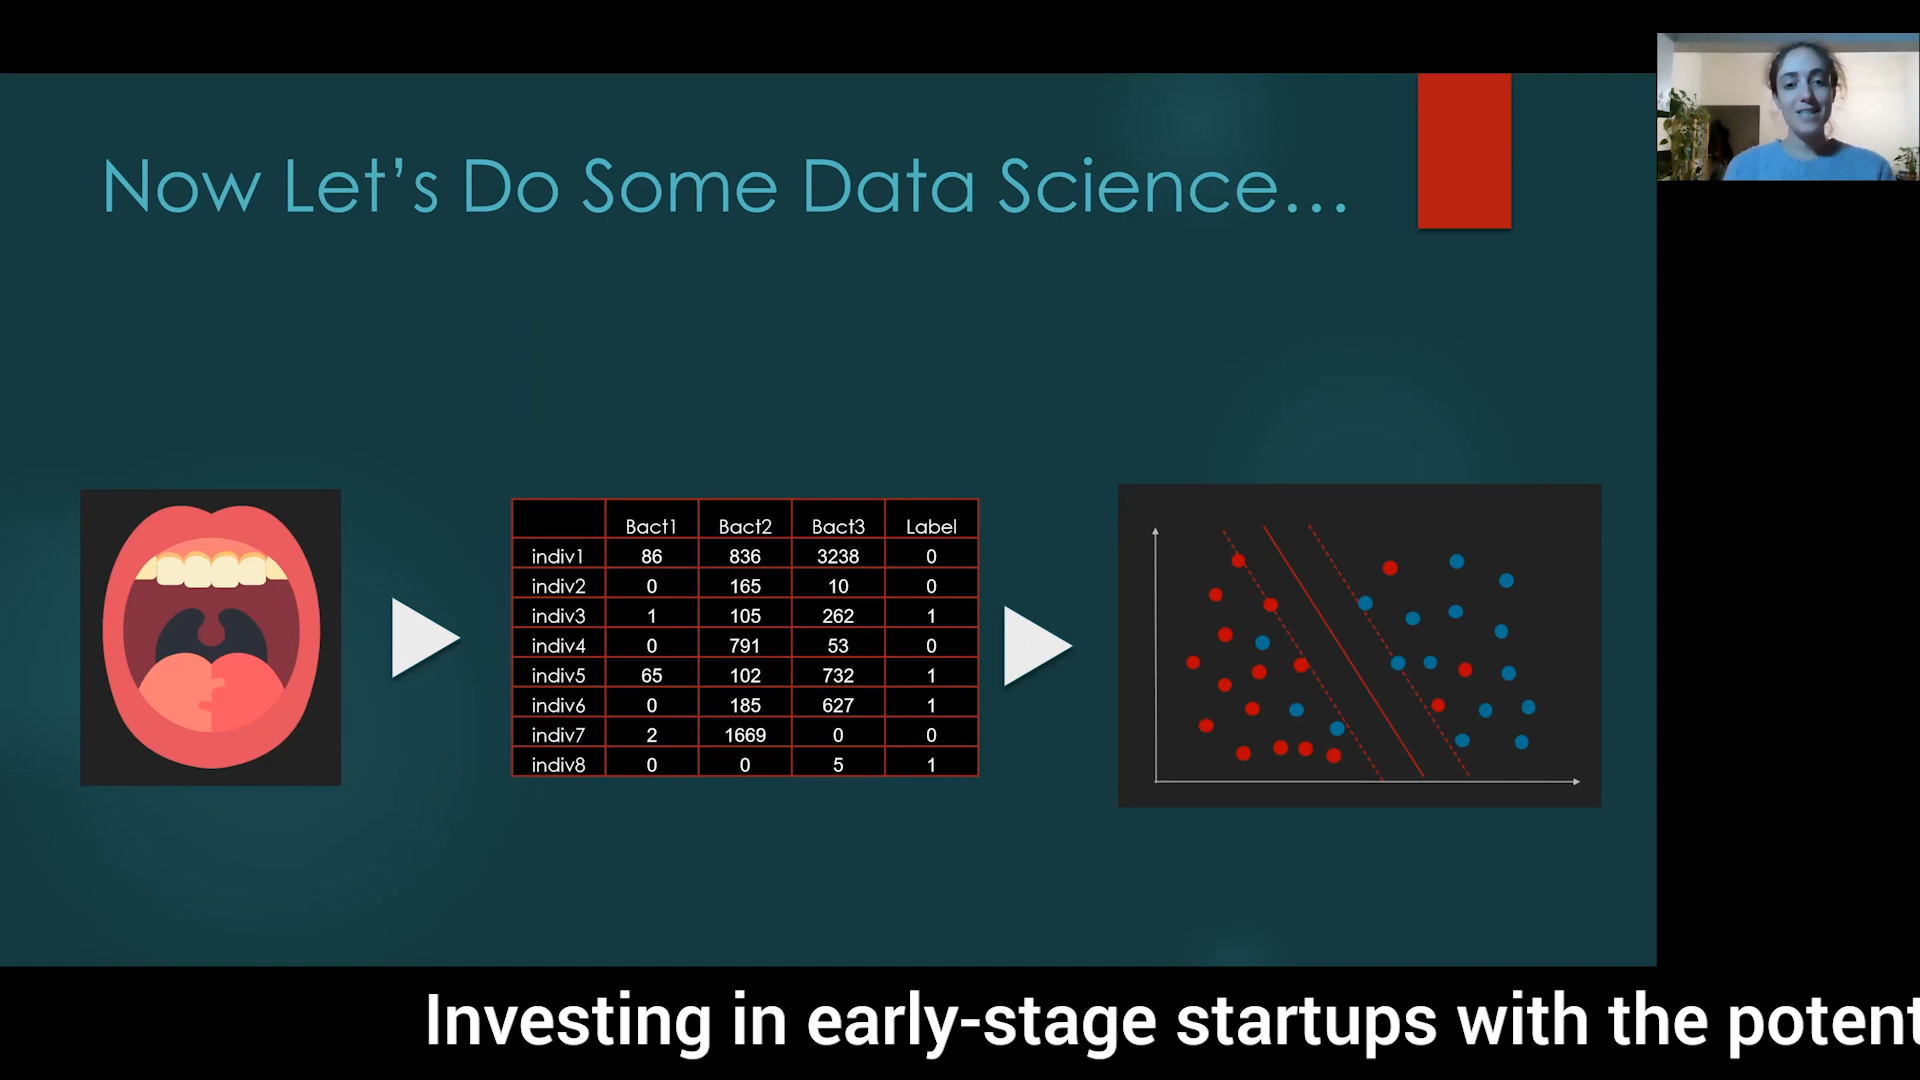 Now Let’s Do Some Data Science…
Bact1 Bact2 Bact3 Label
indiv1 86 836 3238 0
indiv2 0 165 10 0
indiv3 1 105 262 1
indiv4 0 791 53 0
indiv5 65 102 732 1
indiv6 0 185 627 1
indiv7 2 1669 0 0
indiv8 0 0 5 1
Investing in early-stage startups with the potent